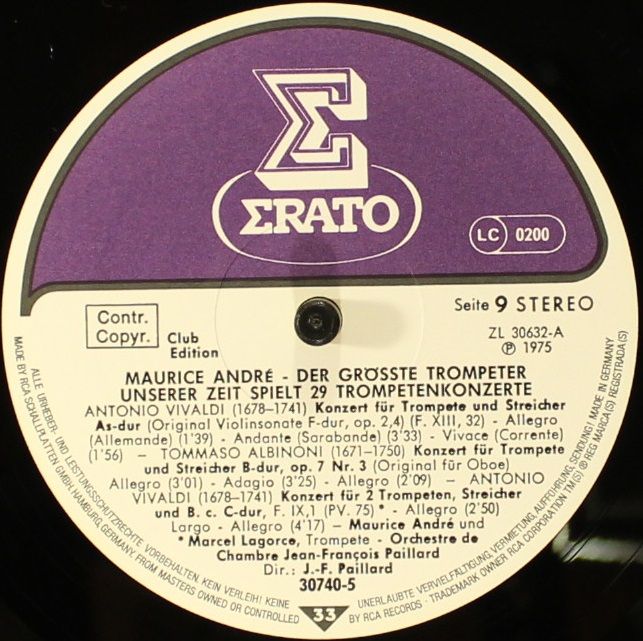 Σ
ΣRATO
LC 0200
Contr.
Copyr.
Club
Edition
Seite 9 STEREO
ZL 30632-A
Ⓟ 1975
MAURICE ANDRÉ - DER GRÖSSTE TROMPETER
UNSERER ZEIT SPIELT 29 TROMPETENKONZERTE
ANTONIO VIVALDI (1678-1741) Konzert für Trompete und Streicher
As-dur (Original Violinsonate F-dur, op. 2,4) (F. XIII, 32) - Allegro
(Allemande) (1'39) - Andante (Sarabande) (3'33) - Vivace (Corrente)
(1'56) — TOMMASO ALBINONI (1671-1750) Konzert für Trompete
und Streicher B-dur, op. 7 Nr. 3 (Original für Oboe)
Allegro (3'01) - Adagio (3'25) - Allegro (2'09) — ANTONIO
VIVALDI (1678-1741) Konzert für 2 Trompeten, Streicher
und B. c. C-dur, F. IX,1 (PV. 75) * - Allegro (2'50)
Largo - Allegro (4'17) — Maurice André und
* Marcel Lagorce, Trompete - Orchestre de
Chambre Jean-François Paillard
Dir.: J.-F. Paillard
30740-5
33
ALLE URHEBER- UND LEISTUNGSSCHUTZRECHTE VORBEHALTEN KEIN VERLEIH! KEINE
UNERLAUBTE VERVIELFÄLTIGUNG, VERMIETUNG, AUFFÜHRUNG, SENDUNG! MADE IN GERMANY
MADE BY RCA SCHALLPLATTEN GMBH, HAMBURG, GERMANY. FROM MASTERS OWNED OR CONTROLLED
BY RCA RECORDS · TRADEMARK OWNER RCA CORPORATION TM(S) ® REG MARCA(S) REGISTRADA(S)